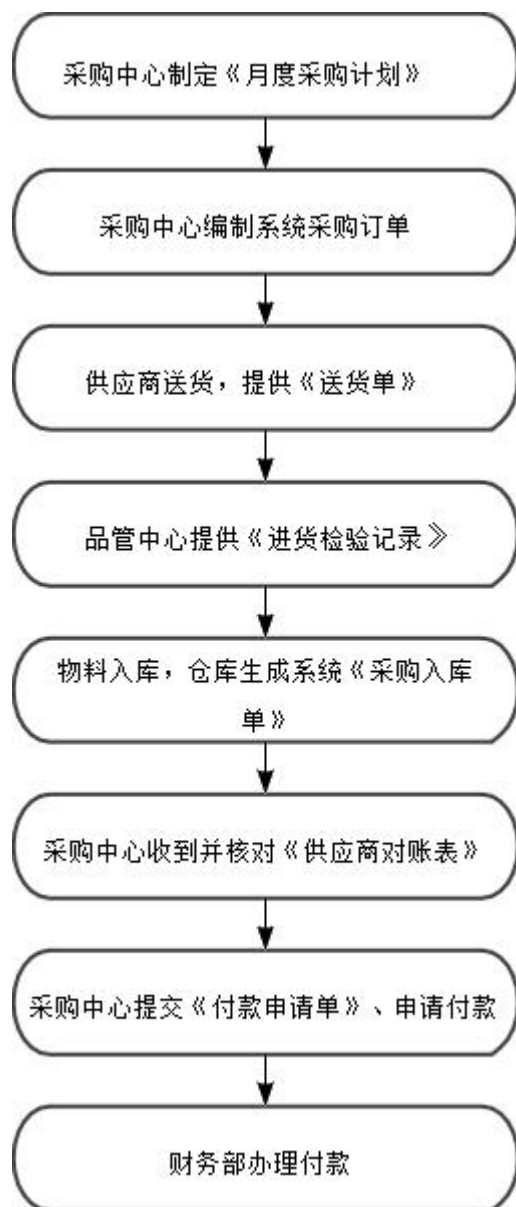 采购中心制定《月度采购计划》
采购中心编制系统采购订单
供应商送货，提供《送货单》
品管中心提供《进货检验记录》
物料入库，仓库生成系统《采购入库
单》
采购中心收到并核对《供应商对账表》
采购中心提交《付款申请单》、申请付款
财务部办理付款